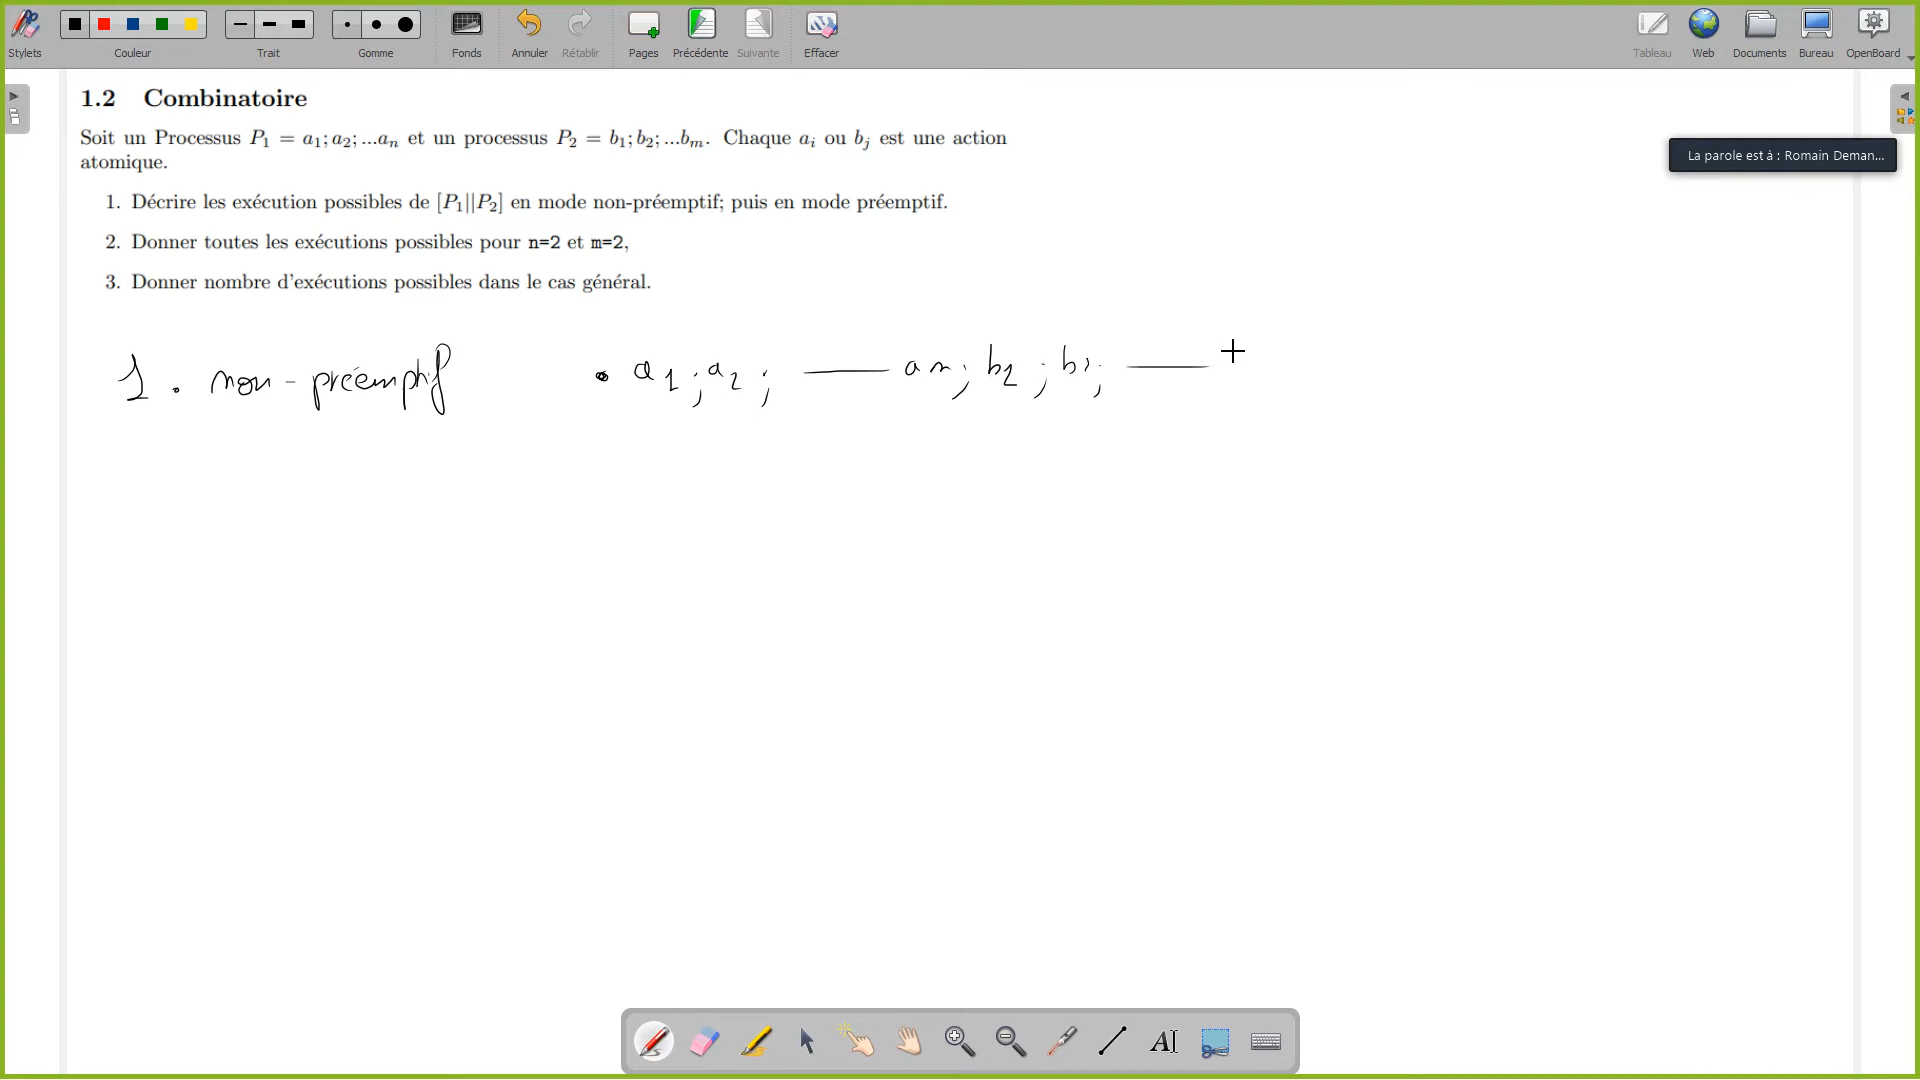 Stylets Couleur Trait Gomme Fonds Annuler Rétablir Pages Précédente Suivante Effacer Tableau Web Documents Bureau OpenBoard
1.2 Combinatoire
La parole est à : Romain Deman...
Soit un Processus P₁ = a₁; a₂; ...aₙ et un processus P₂ = b₁; b₂; ...bₘ. Chaque aᵢ ou bⱼ est une action
atomique.
1. Décrire les exécution possibles de [P₁||P₂] en mode non-préemptif; puis en mode préemptif.
2. Donner toutes les exécutions possibles pour n=2 et m=2,
3. Donner nombre d'exécutions possibles dans le cas général.
1. non-préemptif • a1; a2; — an; b1; b2; —
AI